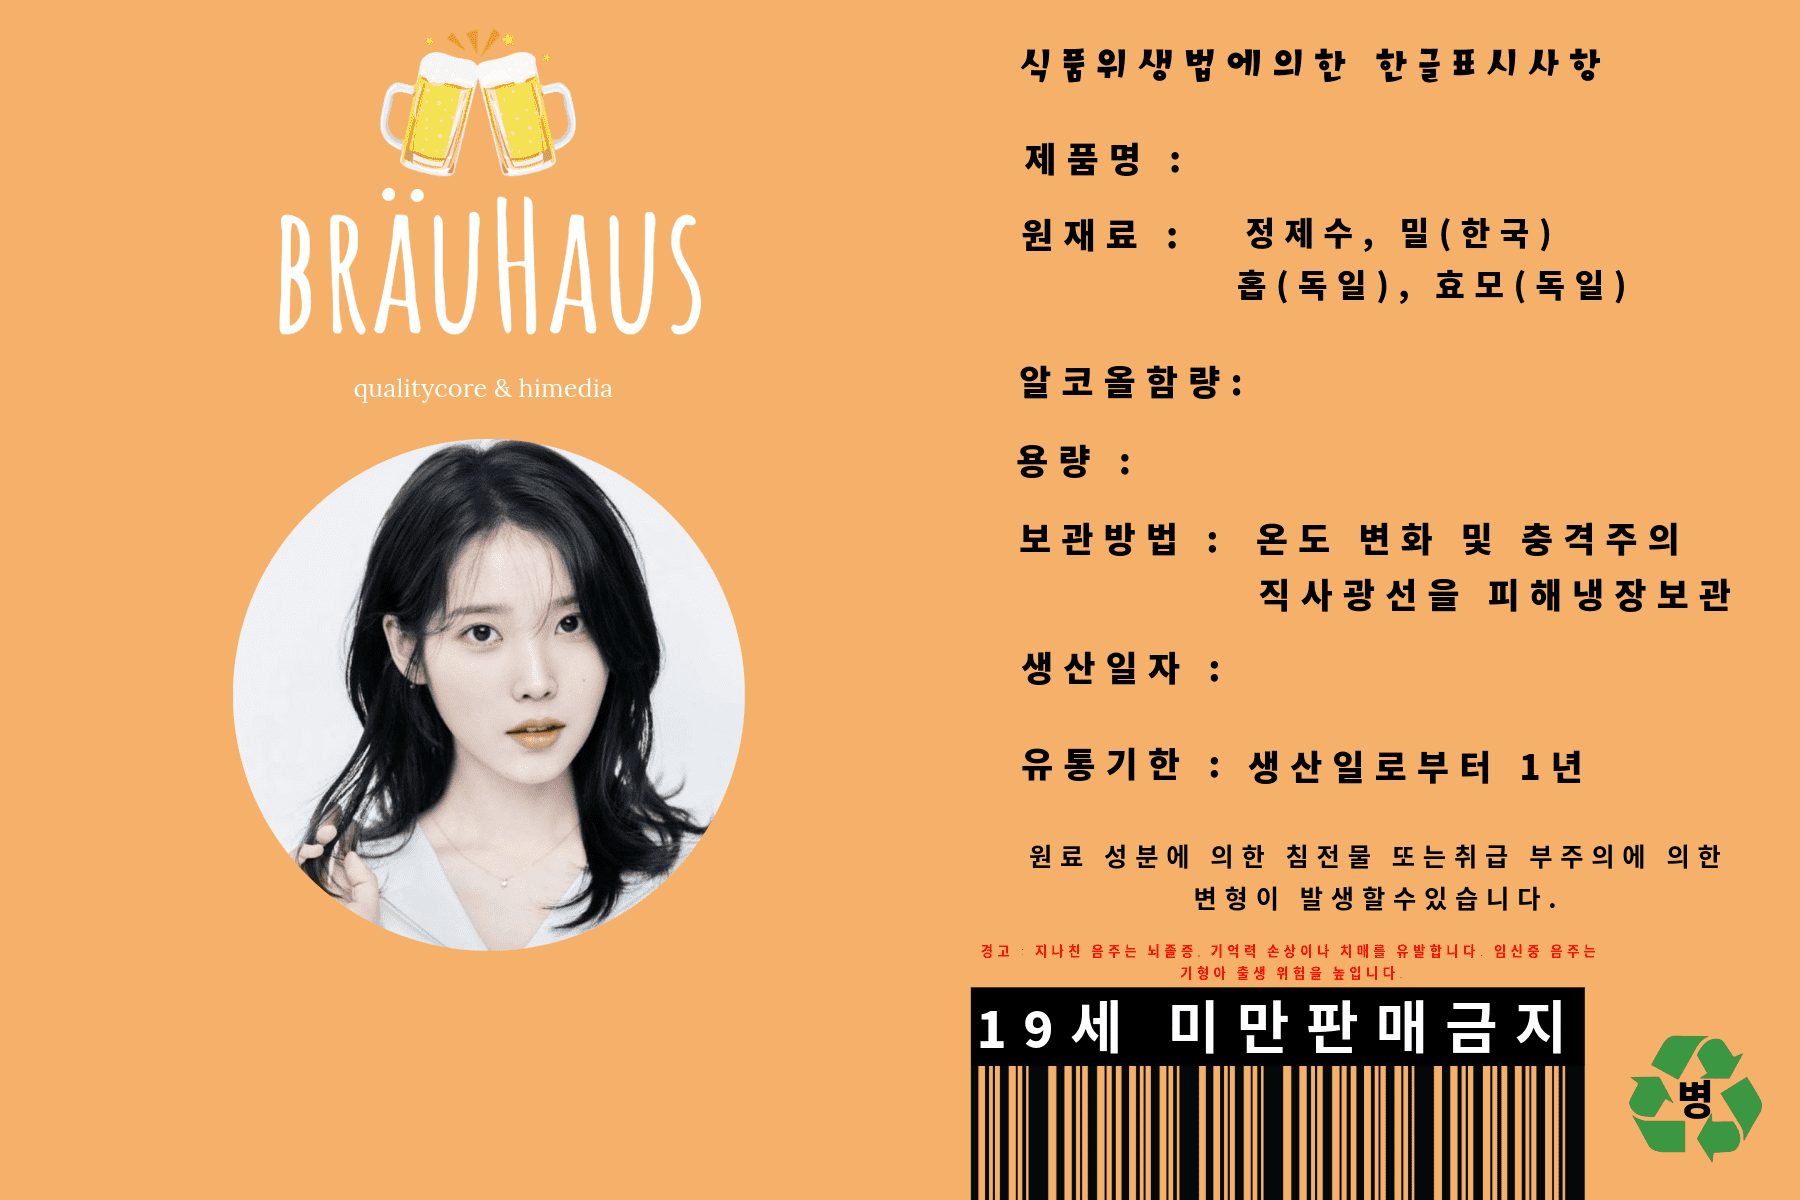 BRÄUHAUS
qualitycore & himedia
식품위생법에의한 한글표시사항
제품명 :
원재료 : 정제수, 밀(한국)
홉(독일), 효모(독일)
알코올함량:
용량 :
보관방법 : 온도 변화 및 충격주의
직사광선을 피해냉장보관
생산일자 :
유통기한 : 생산일로부터 1년
원료 성분에 의한 침전물 또는취급 부주의에 의한
변형이 발생할수있습니다.
경고 : 지나친 음주는 뇌졸증, 기억력 손상이나 치매를 유발합니다. 임신중 음주는
기형아 출생 위험을 높입니다.
19세 미만판매금지
병